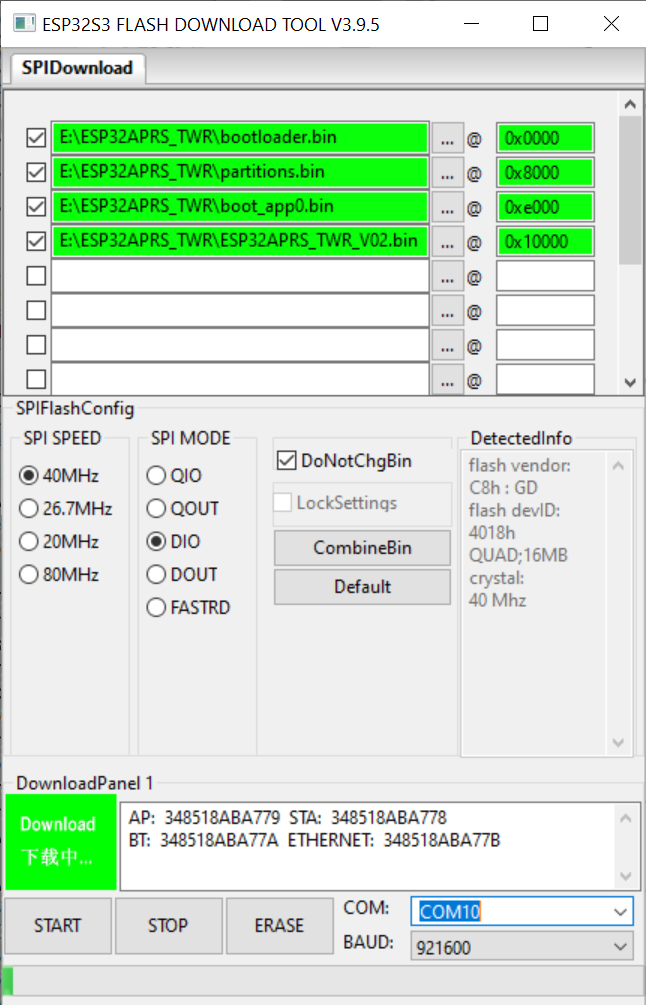 ESP32S3 FLASH DOWNLOAD TOOL V3.9.5
SPIDownload
E:\ESP32APRS_TWR\bootloader.bin ... @ 0x0000
E:\ESP32APRS_TWR\partitions.bin ... @ 0x8000
E:\ESP32APRS_TWR\boot_app0.bin ... @ 0xe000
E:\ESP32APRS_TWR\ESP32APRS_TWR_V02.bin ... @ 0x10000
... @
... @
... @
... @
SPIFlashConfig
SPI SPEED
40MHz
26.7MHz
20MHz
80MHz
SPI MODE
QIO
QOUT
DIO
DOUT
FASTRD
DoNotChgBin
LockSettings
CombineBin
Default
DetectedInfo
flash vendor:
C8h : GD
flash devID:
4018h
QUAD;16MB
crystal:
40 Mhz
DownloadPanel 1
Download
下载中...
AP: 348518ABA779 STA: 348518ABA778
BT: 348518ABA77A ETHERNET: 348518ABA77B
START
STOP
ERASE
COM: COM10
BAUD: 921600